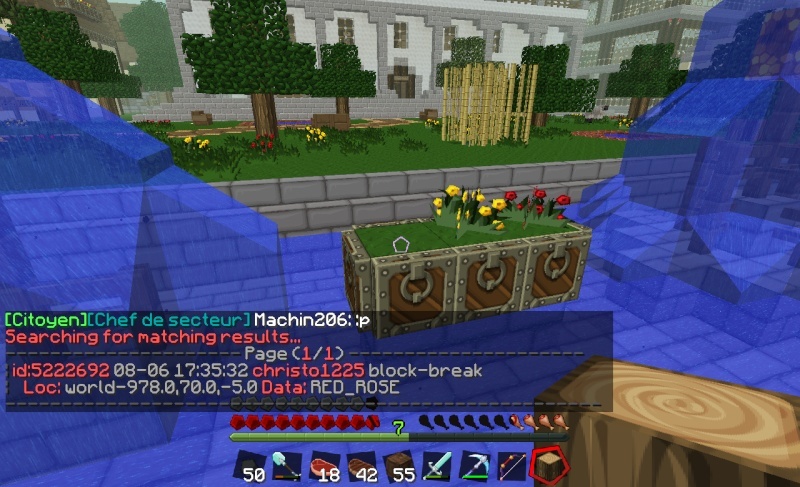 [Citoyen][Chef de secteur] Machin206: :p
Searching for matching results...
Page (1/1)
id:5222692 08-06 17:35:32 christo1225 block-break
Loc: world-978.0,70.0,-5.0 Data: RED_ROSE
7
50 18 42 55